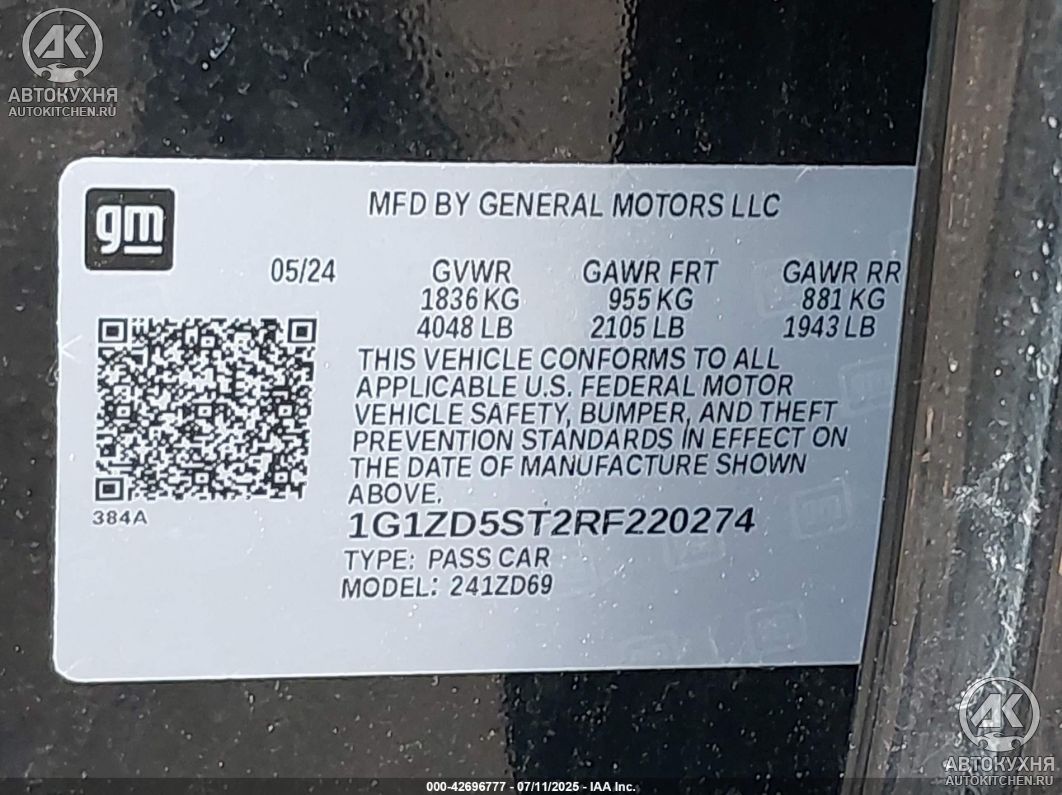 АВТОКУХНЯ
AUTOKITCHEN.RU
gm
MFD BY GENERAL MOTORS LLC
05/24 GVWR GAWR FRT GAWR RR
1836 KG 955 KG 881 KG
4048 LB 2105 LB 1943 LB
THIS VEHICLE CONFORMS TO ALL
APPLICABLE U.S. FEDERAL MOTOR
VEHICLE SAFETY, BUMPER, AND THEFT
PREVENTION STANDARDS IN EFFECT ON
THE DATE OF MANUFACTURE SHOWN
ABOVE.
384A
1G1ZD5ST2RF220274
TYPE: PASS CAR
MODEL: 241ZD69
АВТОКУХНЯ
AUTOKITCHEN.RU
000-42696777 - 07/11/2025 - IAA Inc.